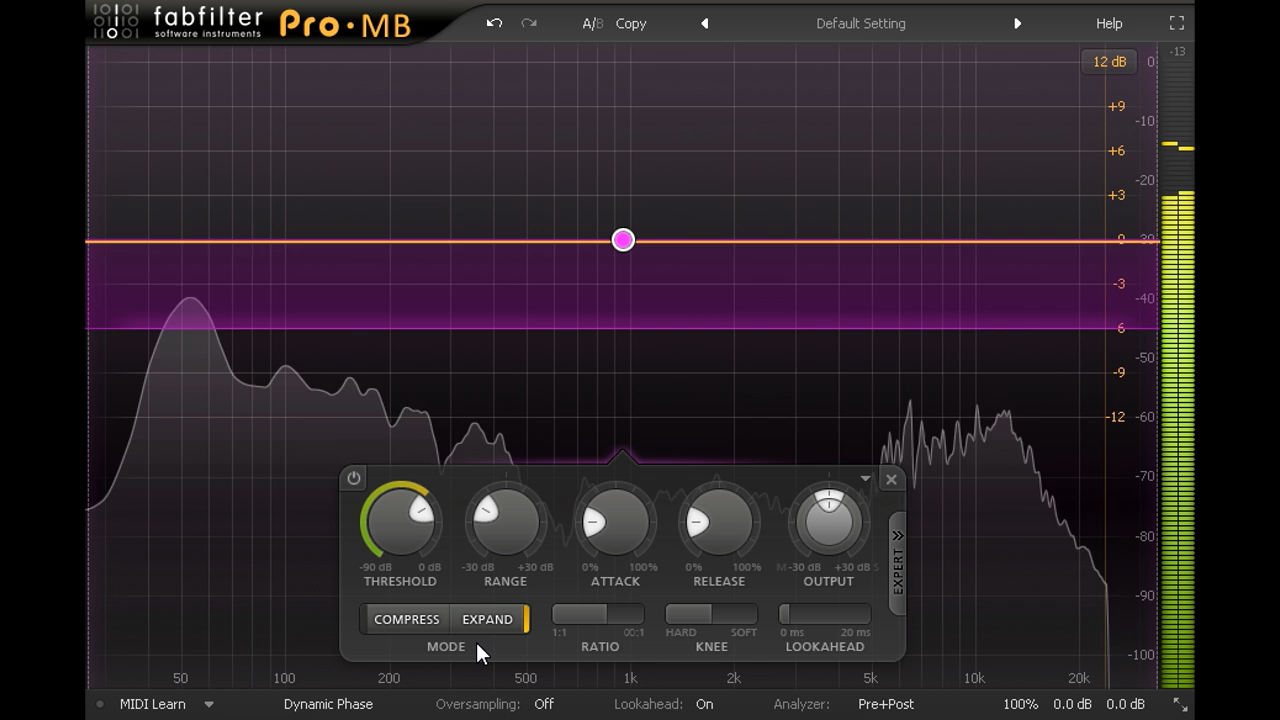 fabfilter
software instruments
Pro·MB
A/B Copy Default Setting Help
12 dB 0 -13
+9
-10
+6
-20
+3
-3
-40
6
-50
-9
-12 -60
-70
-80
-90
-100
-90 dB 0 dB -30 dB +30 dB 0% 100% 0% 100% M -30 dB +30 dB S
THRESHOLD RANGE ATTACK RELEASE OUTPUT
EXPERT
COMPRESS EXPAND
1:1 ∞:1 HARD SOFT 0 ms 20 ms
MODE RATIO KNEE LOOKAHEAD
50 100 200 500 1k 2k 5k 10k 20k
MIDI Learn Dynamic Phase Oversampling: Off Lookahead: On Analyzer: Pre+Post 100% 0.0 dB 0.0 dB